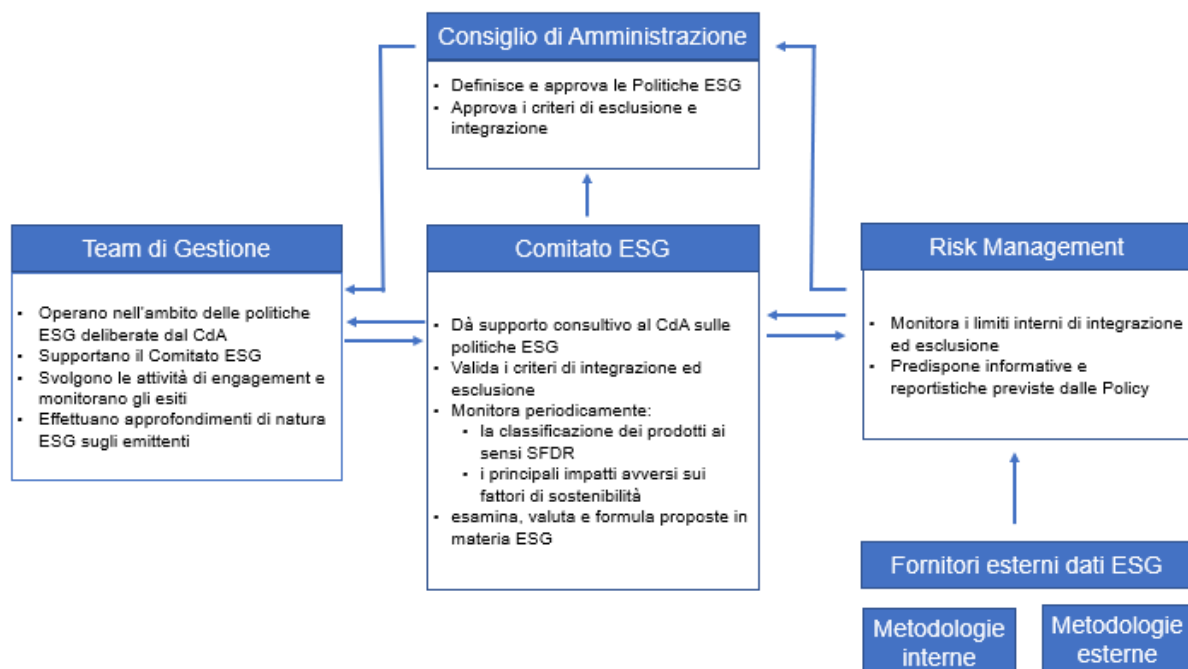 Consiglio di Amministrazione
▪ Definisce e approva le Politiche ESG
▪ Approva i criteri di esclusione e
integrazione
Team di Gestione
▪ Operano nell'ambito delle politiche
ESG deliberate dal CdA
▪ Supportano il Comitato ESG
▪ Svolgono le attività di engagement e
monitorano gli esiti
▪ Effettuano approfondimenti di natura
ESG sugli emittenti
Comitato ESG
▪ Dà supporto consultivo al CdA sulle
politiche ESG
▪ Valida i criteri di integrazione ed
esclusione
▪ Monitora periodicamente:
▪ la classificazione dei prodotti ai
sensi SFDR
▪ i principali impatti avversi sui
fattori di sostenibilità
▪ esamina, valuta e formula proposte in
materia ESG
Risk Management
▪ Monitora i limiti interni di integrazione
ed esclusione
▪ Predispone informative e
reportistiche previste dalle Policy
Fornitori esterni dati ESG
Metodologie
interne
Metodologie
esterne